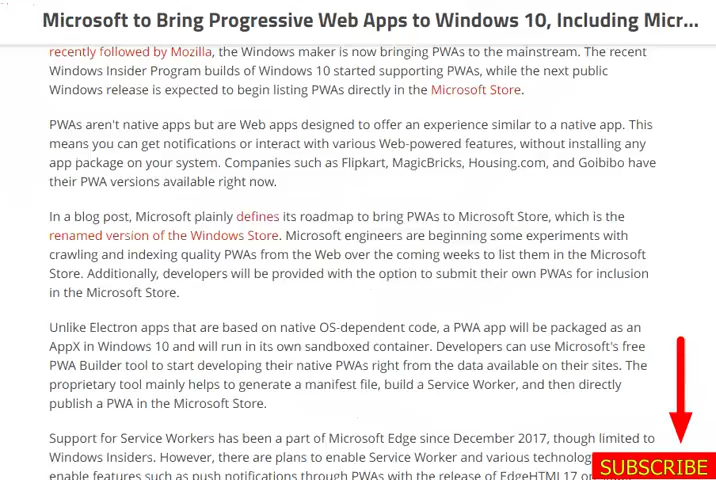 Microsoft to Bring Progressive Web Apps to Windows 10, Including Micr...
recently followed by Mozilla, the Windows maker is now bringing PWAs to the mainstream. The recent
Windows Insider Program builds of Windows 10 started supporting PWAs, while the next public
Windows release is expected to begin listing PWAs directly in the Microsoft Store.
PWAs aren't native apps but are Web apps designed to offer an experience similar to a native app. This
means you can get notifications or interact with various Web-powered features, without installing any
app package on your system. Companies such as Flipkart, MagicBricks, Housing.com, and Goibibo have
their PWA versions available right now.
In a blog post, Microsoft plainly defines its roadmap to bring PWAs to Microsoft Store, which is the
renamed version of the Windows Store. Microsoft engineers are beginning some experiments with
crawling and indexing quality PWAs from the Web over the coming weeks to list them in the Microsoft
Store. Additionally, developers will be provided with the option to submit their own PWAs for inclusion
in the Microsoft Store.
Unlike Electron apps that are based on native OS-dependent code, a PWA app will be packaged as an
AppX in Windows 10 and will run in its own sandboxed container. Developers can use Microsoft's free
PWA Builder tool to start developing their native PWAs right from the data available on their sites. The
proprietary tool mainly helps to generate a manifest file, build a Service Worker, and then directly
publish a PWA in the Microsoft Store.
Support for Service Workers has been a part of Microsoft Edge since December 2017, though limited to
Windows Insiders. However, there are plans to enable Service Worker and various technolog
enable features such as push notifications through PWAs with the release of EdgeHTML17 on
SUBSCRIBE